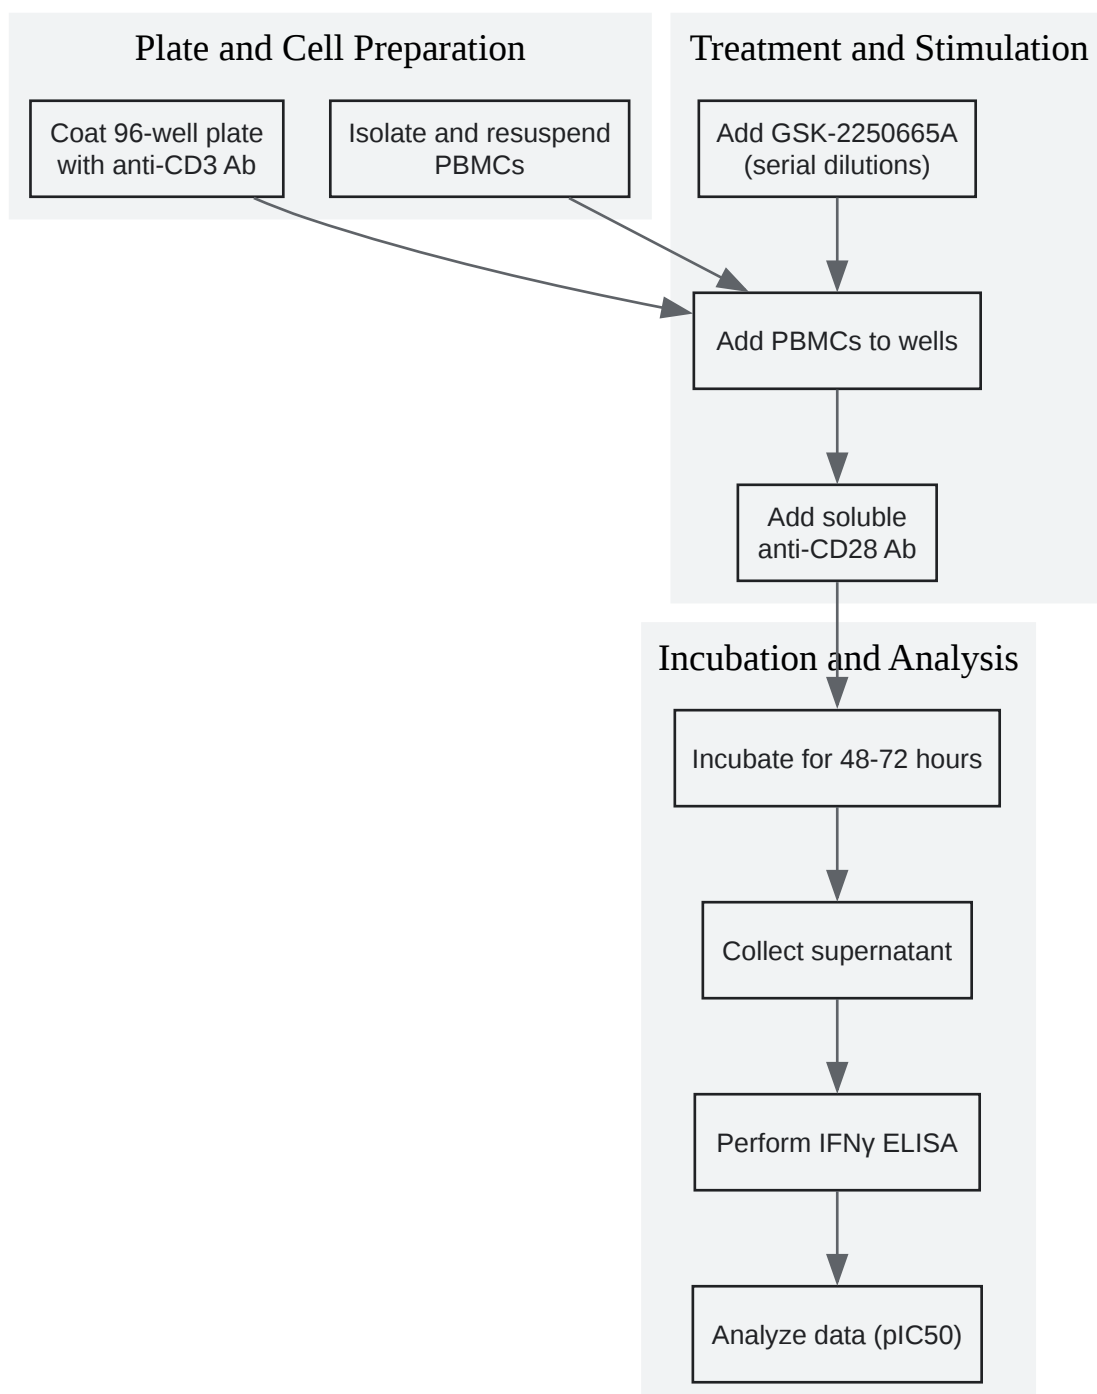 Plate and Cell Preparation
Coat 96-well plate
with anti-CD3 Ab
Isolate and resuspend
PBMCs
Treatment and Stimulation
Add GSK-2250665A
(serial dilutions)
Add PBMCs to wells
Add soluble
anti-CD28 Ab
Incubation and Analysis
Incubate for 48-72 hours
Collect supernatant
Perform IFNγ ELISA
Analyze data (pIC50)